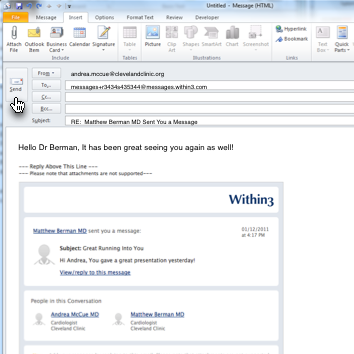 Untitled - Message (HTML)
File Message Insert Options Format Text Review Developer
Attach File
Outlook Item
Business Card
Calendar
Signature
Table
Picture
Clip Art
Shapes
SmartArt
Chart
Screenshot
Hyperlink
Bookmark
Text Box
Quick Parts
Include Tables Illustrations Links
From andrea.mccue@clevelandclinic.org
Send
To... messages+r3434s435344@messages.within3.com
Cc...
Bcc...
Subject: RE: Matthew Berman MD Sent You a Message
Hello Dr Berman, It has been great seeing you again as well!
--- Reply Above This Line ---
--- Please note that attachments are not supported---
Within3
Matthew Berman MD sent you a message: 01/12/2011
at 4:17 PM
Subject: Great Running Into You
Hi Andrea, You gave a great presentation yesterday!
View/reply to this message
People in this Conversation
Andrea McCue MD Matthew Berman MD
Cardiologist Cardiologist
Cleveland Clinic Cleveland Clinic